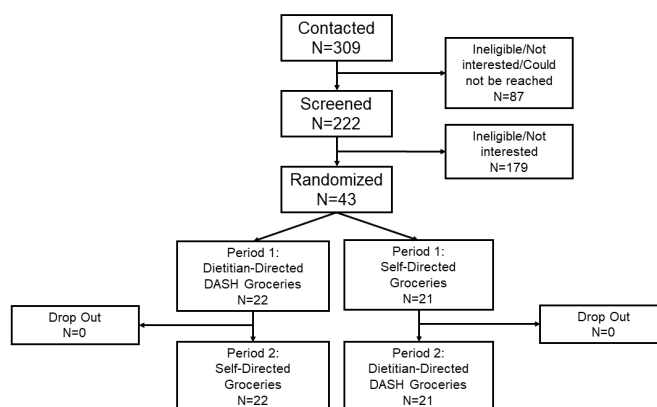 Contacted
N=309
Ineligible/Not
interested/Could
not be reached
N=87
Screened
N=222
Ineligible/Not
interested
N=179
Randomized
N=43
Period 1:
Dietitian-Directed
DASH Groceries
N=22
Period 1:
Self-Directed
Groceries
N=21
Drop Out
N=0
Drop Out
N=0
Period 2:
Self-Directed
Groceries
N=22
Period 2:
Dietitian-Directed
DASH Groceries
N=21